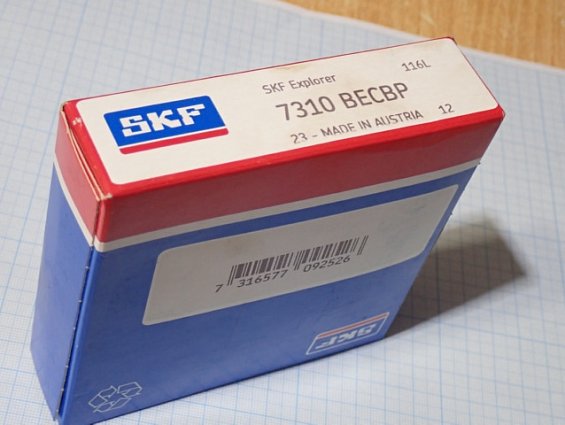 SKF
SKF Explorer
116L
7310 BECBP
23 - MADE IN AUSTRIA 12
7 316577 092526
SKF